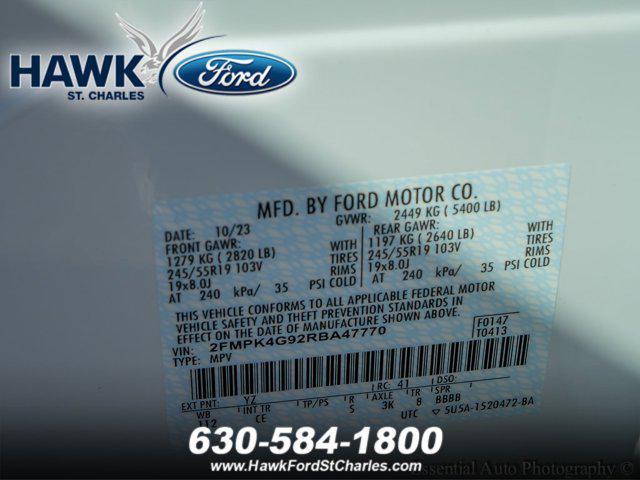 HAWK
ST. CHARLES
Ford
MFD. BY FORD MOTOR CO.
DATE: 10/23 GVWR: 2449 KG ( 5400 LB)
FRONT GAWR: REAR GAWR:
1279 KG ( 2820 LB) WITH 1197 KG ( 2640 LB) WITH
245/55R19 103V TIRES 245/55R19 103V TIRES
19x8.0J RIMS 19x8.0J RIMS
AT 240 kPa/ 35 PSI COLD AT 240 kPa/ 35 PSI COLD
THIS VEHICLE CONFORMS TO ALL APPLICABLE FEDERAL MOTOR
VEHICLE SAFETY AND THEFT PREVENTION STANDARDS IN
EFFECT ON THE DATE OF MANUFACTURE SHOWN ABOVE.
VIN: 2FMPK4G92RBA47770
TYPE: MPV
F0147
T0413
EXT PNT: YZ RC: 41 DSO:
WB INT TR TP/PS R AXLE TR SPR
112 CE S 3K 8 BBBB
UTC 5U5A-1520472-BA
630-584-1800
www.HawkFordStCharles.com
Essential Auto Photography ©